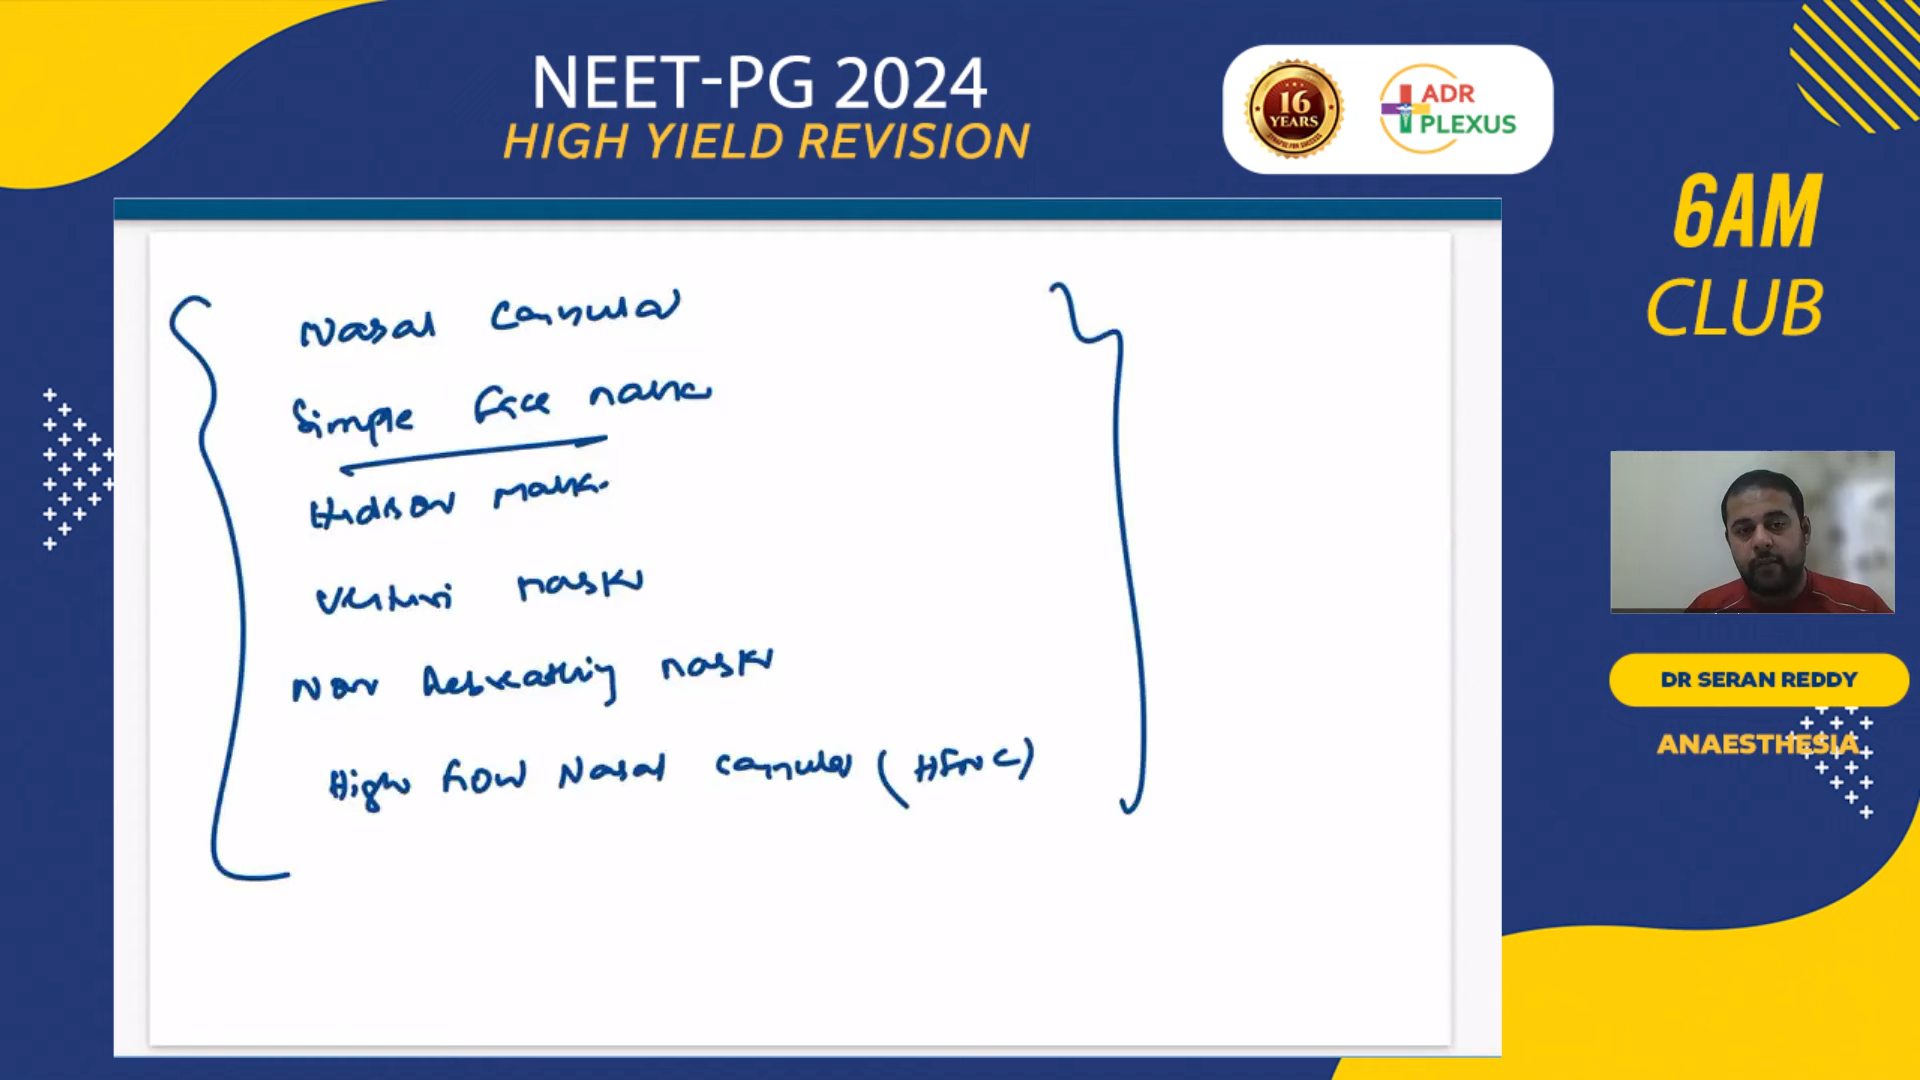 NEET-PG 2024
HIGH YIELD REVISION
16
YEARS
ADR
PLEXUS
6AM
CLUB
Nasal Cannula
Simple Face mask
Hudson mask
Venturi mask
Non Rebreathing mask
High flow Nasal cannula (HFNC)
DR SERAN REDDY
ANAESTHESIA